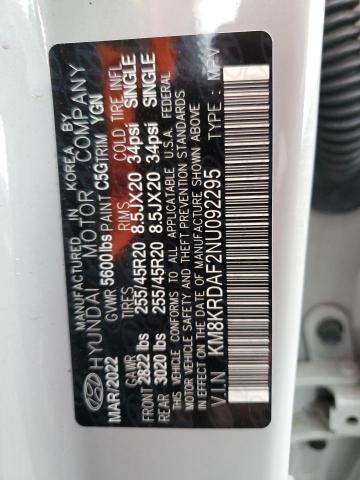 MANUFACTURED IN KOREA BY
HYUNDAI MOTOR COMPANY
MAR/2022 GVWR 5600 lbs PAINT C5G TRIM YGN
GAWR TIRES RIMS COLD. TIRE INFL
FRONT 2822 lbs 255/45R20 8.5JX20 34psi SINGLE
REAR 3020 lbs 255/45R20 8.5JX20 34psi SINGLE
THIS VEHICLE CONFORMS TO ALL APPLICABLE U.S.A. FEDERAL
MOTOR VEHICLE SAFETY AND THEFT PREVENTION STANDARDS
IN EFFECT ON THE DATE OF MANUFACTURE SHOWN ABOVE.
V.I.N KM8KRDAF2NU092295 TYPE : MPV